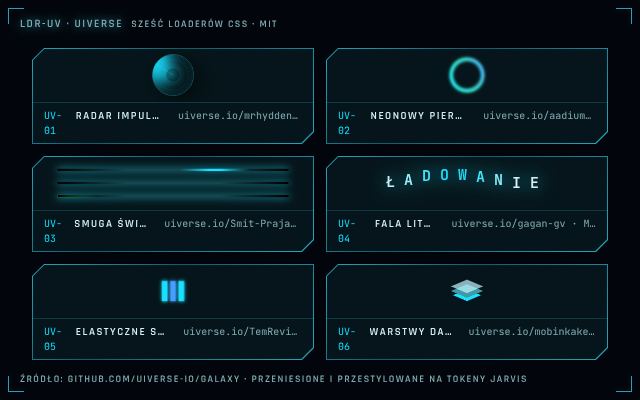 LDR-UV · UIVERSE SZEŚĆ LOADERÓW CSS · MIT
UV-01 RADAR IMPUL… uiverse.io/mrhydden…
UV-02 NEONOWY PIER… uiverse.io/aadium…
ŁADOWANIE
UV-03 SMUGA ŚWI… uiverse.io/Smit-Praja…
UV-04 FALA LIT… uiverse.io/gagan-gv · M…
UV-05 ELASTYCZNE S… uiverse.io/TemRevi…
UV-06 WARSTWY DA… uiverse.io/mobinkake…
ŹRÓDŁO: GITHUB.COM/UIVERSE-IO/GALAXY · PRZENIESIONE I PRZESTYLOWANE NA TOKENY JARVIS